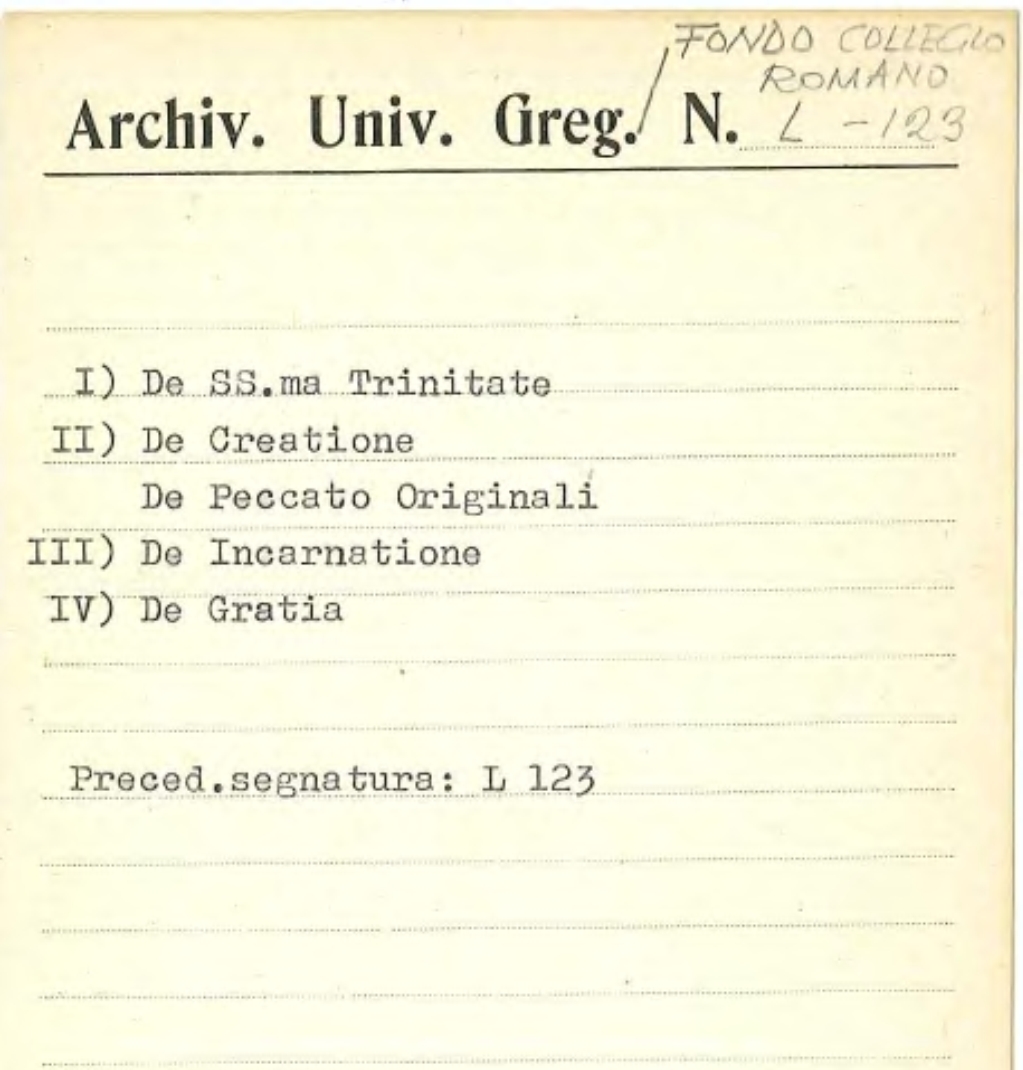 FONDO COLLEGIO
ROMANO
Archiv. Univ. Greg./ N. L -123
I) De SS.ma Trinitate
II) De Creatione
De Peccato Originali
III) De Incarnatione
IV) De Gratia
Preced.segnatura: L 123